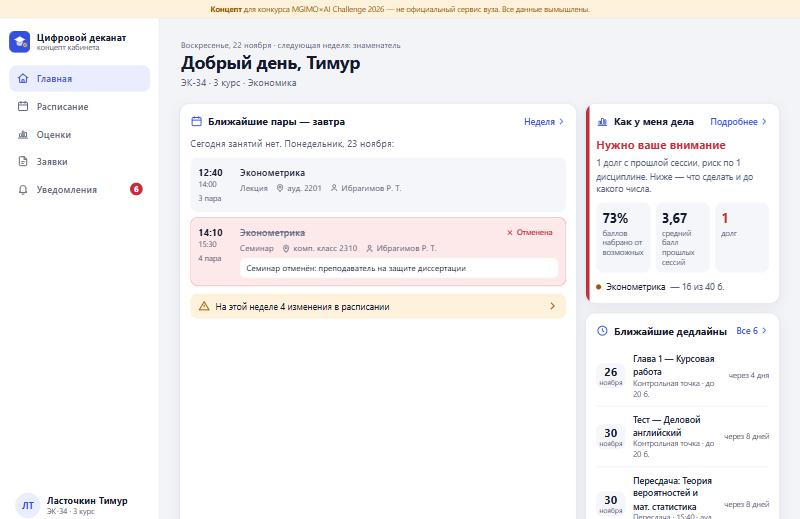 Концепт для конкурса MGIMO×AI Challenge 2026 — не официальный сервис вуза. Все данные вымышлены.
Цифровой деканат
концепт кабинета
Главная
Расписание
Оценки
Заявки
Уведомления 6
ЛТ
Ласточкин Тимур
ЭК-34 · 3 курс
Воскресенье, 22 ноября · следующая неделя: знаменатель
Добрый день, Тимур
ЭК-34 · 3 курс · Экономика
Ближайшие пары — завтра
Неделя
Сегодня занятий нет. Понедельник, 23 ноября:
12:40
14:00
3 пара
Эконометрика
Лекция ауд. 2201 Ибрагимов Р. Т.
14:10
15:30
4 пара
Эконометрика
Отменена
Семинар комп. класс 2310 Ибрагимов Р. Т.
Семинар отменён: преподаватель на защите диссертации
На этой неделе 4 изменения в расписании
Как у меня дела
Подробнее
Нужно ваше внимание
1 долг с прошлой сессии, риск по 1
дисциплине. Ниже — что сделать и до
какого числа.
73%
баллов
набрано от
возможных
3,67
средний
балл
прошлых
сессий
1
долг
Эконометрика — 16 из 40 б.
Ближайшие дедлайны
Все 6
26
ноября
Глава 1 — Курсовая
работа
Контрольная точка · до
20 б.
через 4 дня
30
ноября
Тест — Деловой
английский
Контрольная точка · до
20 б.
через 8 дней
30
ноября
Пересдача: Теория
вероятностей и
мат. статистика
Пересдача · 15:40 · ауд.
через 8 дней